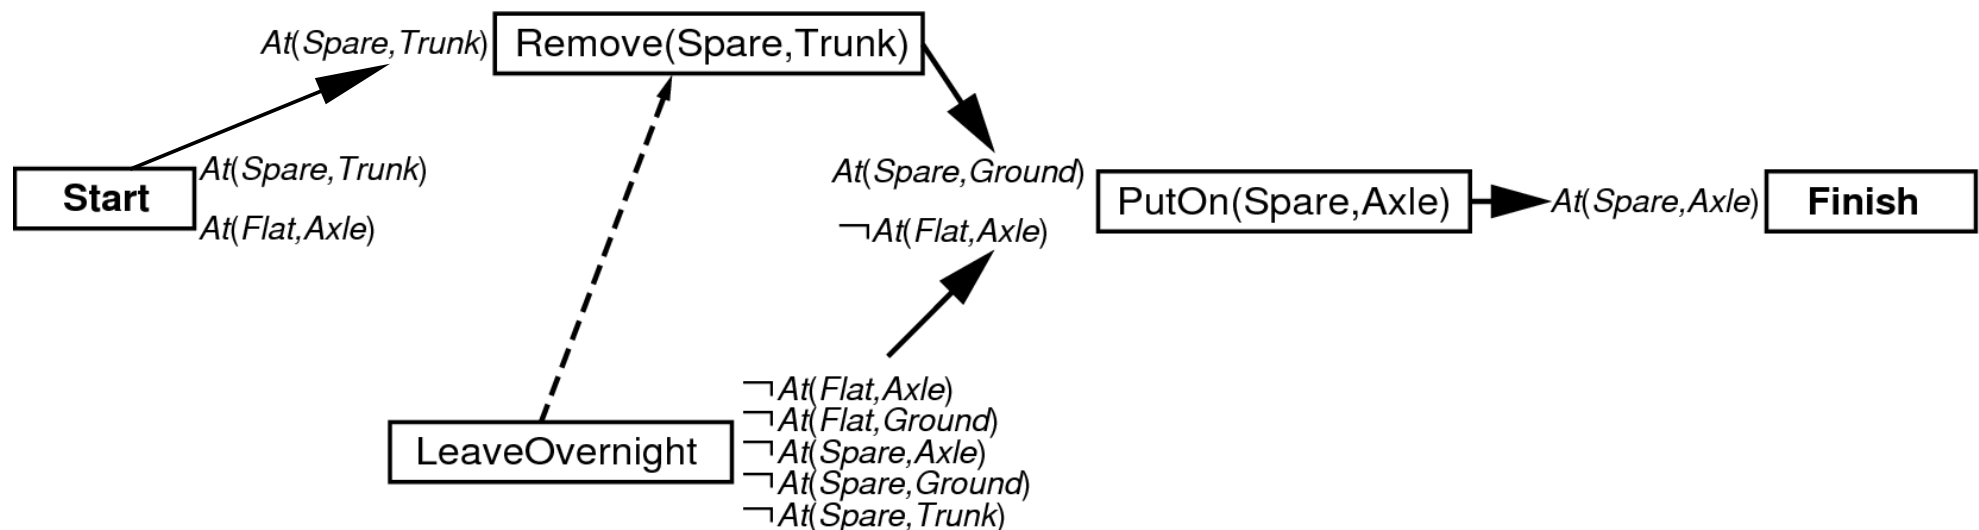 At(Spare,Trunk)
Remove(Spare,Trunk)
Start
At(Spare,Trunk)
At(Flat,Axle)
At(Spare,Ground)
¬At(Flat,Axle)
PutOn(Spare,Axle)
At(Spare,Axle)
Finish
LeaveOvernight
¬At(Flat,Axle)
¬At(Flat,Ground)
¬At(Spare,Axle)
¬At(Spare,Ground)
¬At(Spare,Trunk)